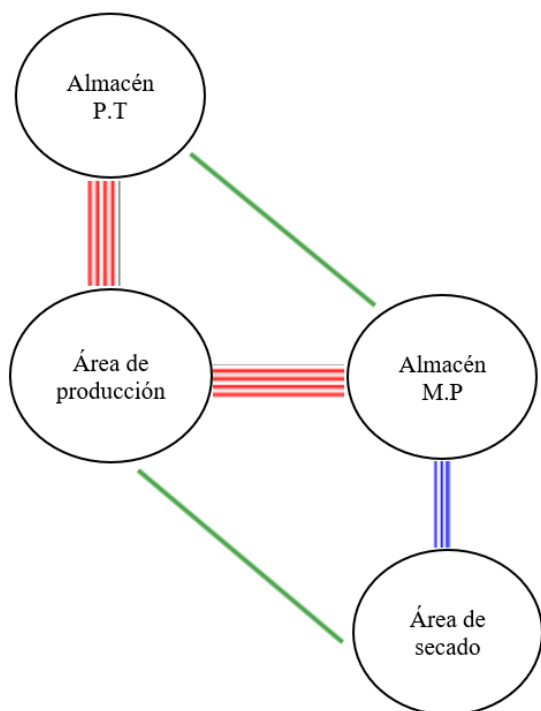 Almacén
P.T
Área de
producción
Almacén
M.P
Área de
secado